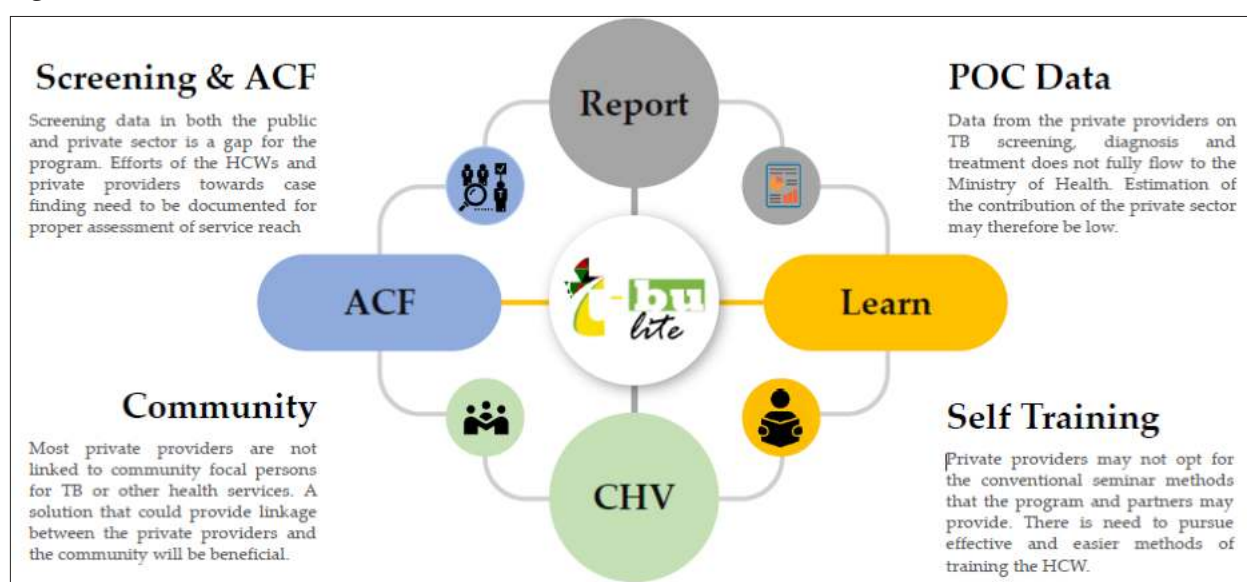 Screening & ACF
Screening data in both the public
and private sector is a gap for the
program. Efforts of the HCWs and
private providers towards case
finding need to be documented for
proper assessment of service reach
Report
POC Data
Data from the private providers on
TB screening, diagnosis and
treatment does not fully flow to the
Ministry of Health. Estimation of
the contribution of the private sector
may therefore be low.
ACF
t-bu
lite
Learn
Community
Most private providers are not
linked to community focal persons
for TB or other health services. A
solution that could provide linkage
between the private providers and
the community will be beneficial.
CHV
Self Training
Private providers may not opt for
the conventional seminar methods
that the program and partners may
provide. There is need to pursue
effective and easier methods of
training the HCW.